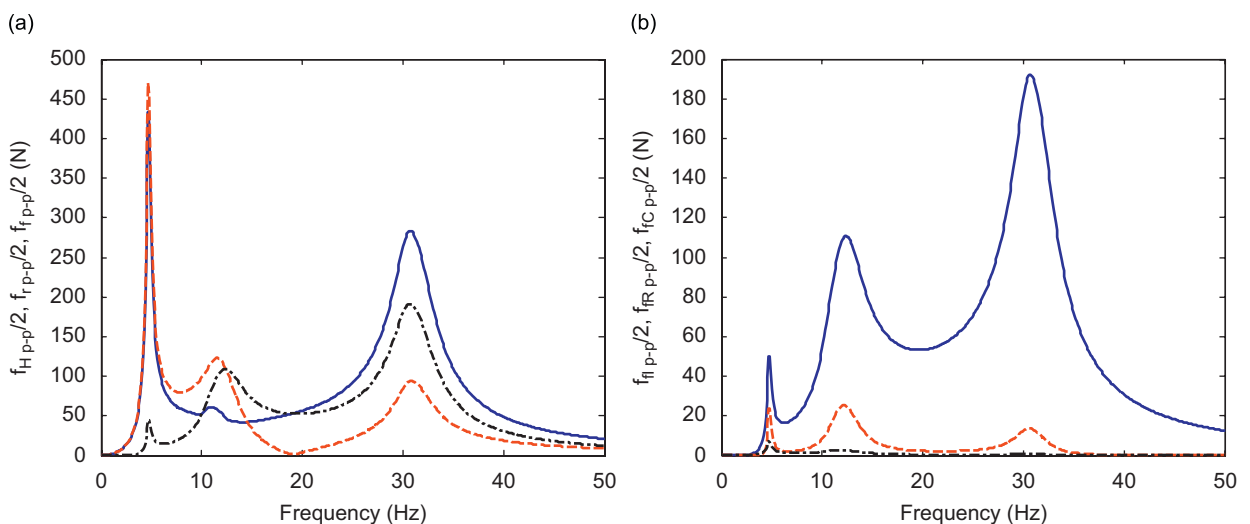 (a)
500
450
400
350
300
250
200
150
100
50
0
0 10 20 30 40 50
Frequency (Hz)
f_H p-p/2, f_r p-p/2, f_f p-p/2 (N)
(b)
200
180
160
140
120
100
80
60
40
20
0
0 10 20 30 40 50
Frequency (Hz)
f_fI p-p/2, f_fR p-p/2, f_fC p-p/2 (N)